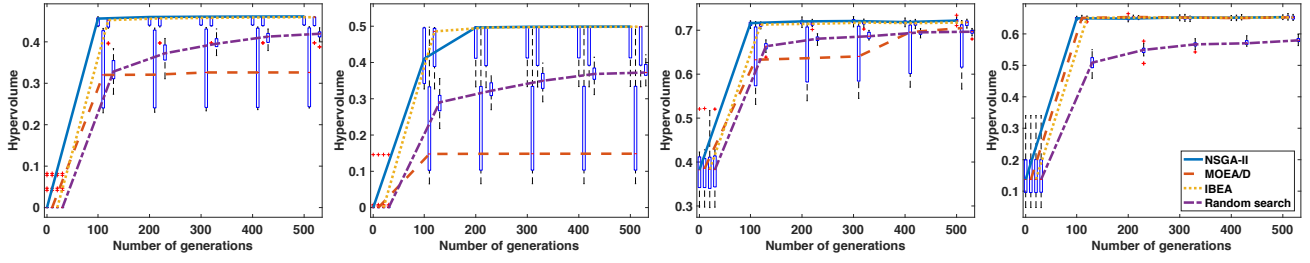 Hypervolume
0.4
0.3
0.2
0.1
0
0 100 200 300 400 500
Number of generations
Hypervolume
0.5
0.4
0.3
0.2
0.1
0
0 100 200 300 400 500
Number of generations
Hypervolume
0.7
0.6
0.5
0.4
0.3
0 100 200 300 400 500
Number of generations
Hypervolume
0.6
0.5
0.4
0.3
0.2
0.1
0 100 200 300 400 500
Number of generations
NSGA-II
MOEA/D
IBEA
Random search